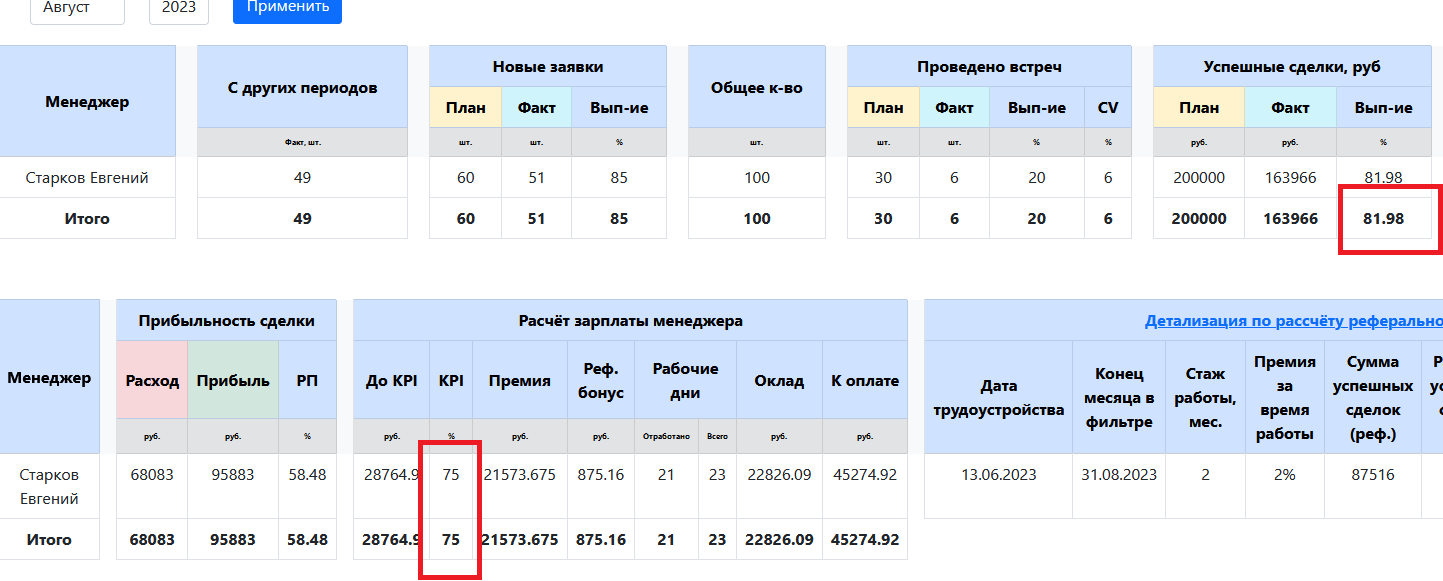 Август 2023 Применить
Менеджер С других периодов Новые заявки Общее к-во Проведено встреч Успешные сделки, руб
План Факт Вып-ие План Факт Вып-ие CV План Факт Вып-ие
Факт, шт. шт. шт. % шт. шт. шт. % % руб. руб. %
Старков Евгений 49 60 51 85 100 30 6 20 6 200000 163966 81.98
Итого 49 60 51 85 100 30 6 20 6 200000 163966 81.98
Менеджер Прибыльность сделки Расчёт зарплаты менеджера Детализация по рассчёту реферально
Расход Прибыль РП До KPI KPI Премия Реф. бонус Рабочие дни Оклад К оплате Дата трудоустройства Конец месяца в фильтре Стаж работы, мес. Премия за время работы Сумма успешных сделок (реф.)
руб. руб. % руб. % руб. руб. Отработано Всего руб. руб.
Старков Евгений 68083 95883 58.48 28764.9 75 21573.675 875.16 21 23 22826.09 45274.92 13.06.2023 31.08.2023 2 2% 87516
Итого 68083 95883 58.48 28764.9 75 21573.675 875.16 21 23 22826.09 45274.92